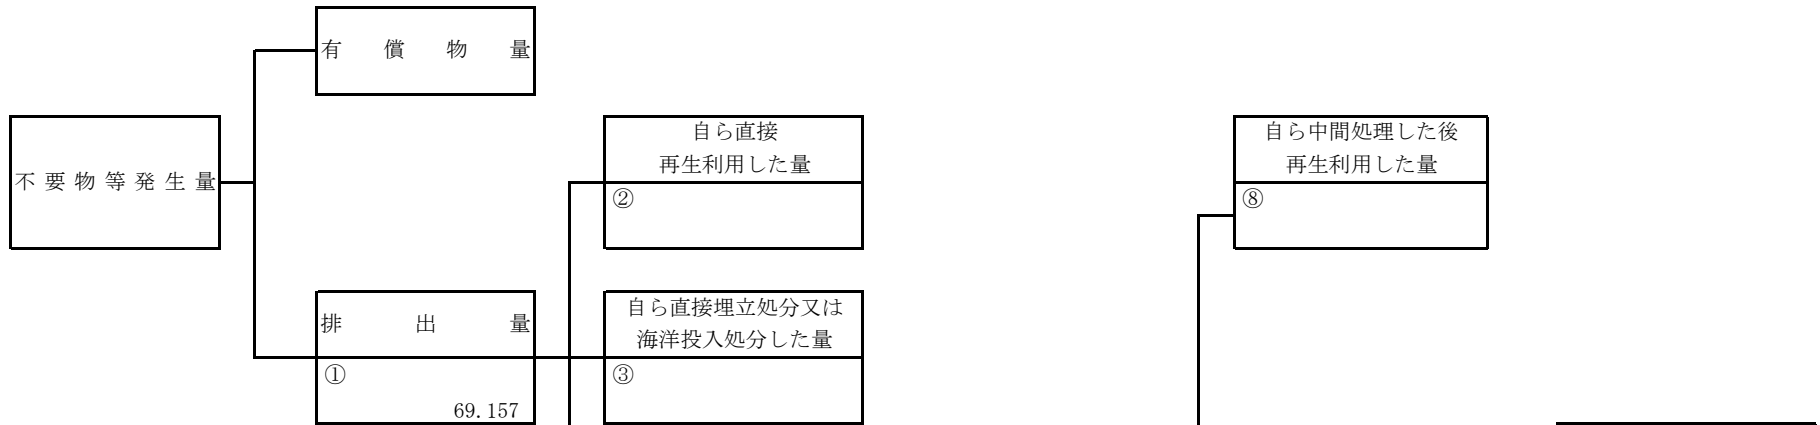 有償物量
不要物等発生量
自ら直接
再生利用した量
②
自ら中間処理した後
再生利用した量
⑧
排出量
①
69.157
自ら直接埋立処分又は
海洋投入処分した量
③